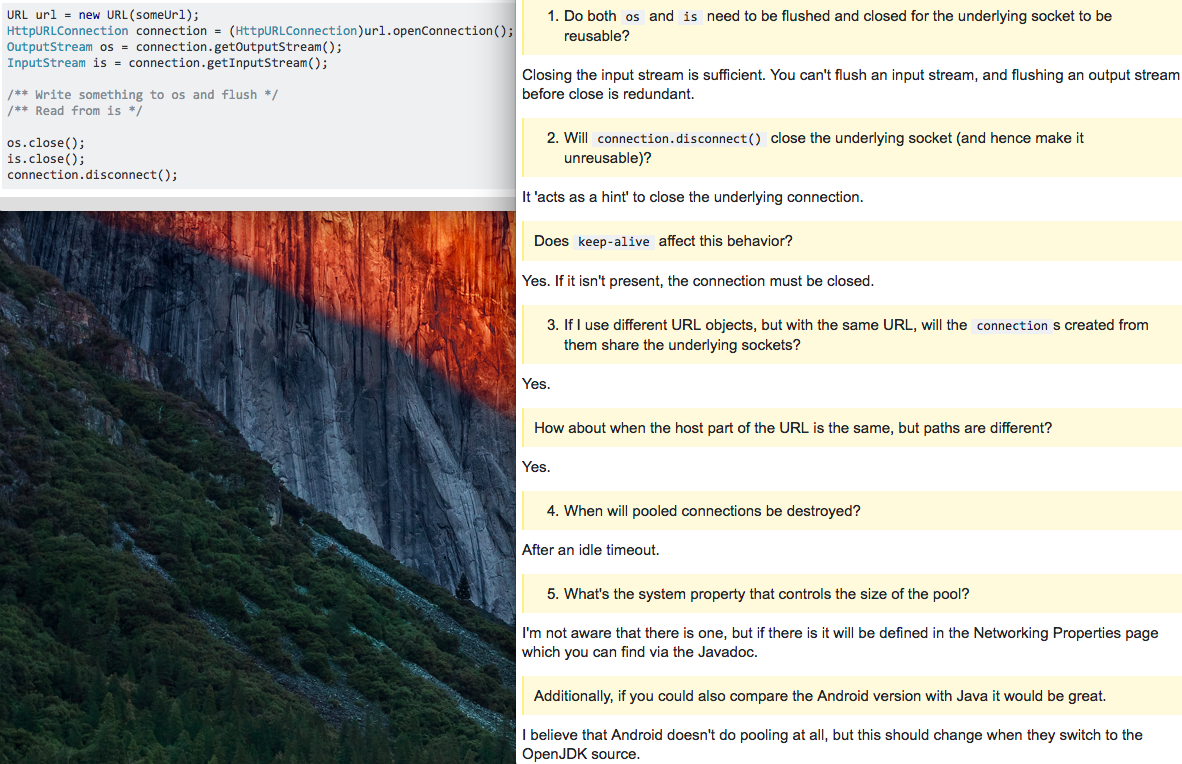 URL url = new URL(someUrl);
HttpURLConnection connection = (HttpURLConnection)url.openConnection();
OutputStream os = connection.getOutputStream();
InputStream is = connection.getInputStream();
/** Write something to os and flush */
/** Read from is */
os.close();
is.close();
connection.disconnect();
1. Do both os and is need to be flushed and closed for the underlying socket to be
reusable?
Closing the input stream is sufficient. You can't flush an input stream, and flushing an output stream
before close is redundant.
2. Will connection.disconnect() close the underlying socket (and hence make it
unreusable)?
It 'acts as a hint' to close the underlying connection.
Does keep-alive affect this behavior?
Yes. If it isn't present, the connection must be closed.
3. If I use different URL objects, but with the same URL, will the connection s created from
them share the underlying sockets?
Yes.
How about when the host part of the URL is the same, but paths are different?
Yes.
4. When will pooled connections be destroyed?
After an idle timeout.
5. What's the system property that controls the size of the pool?
I'm not aware that there is one, but if there is it will be defined in the Networking Properties page
which you can find via the Javadoc.
Additionally, if you could also compare the Android version with Java it would be great.
I believe that Android doesn't do pooling at all, but this should change when they switch to the
OpenJDK source.